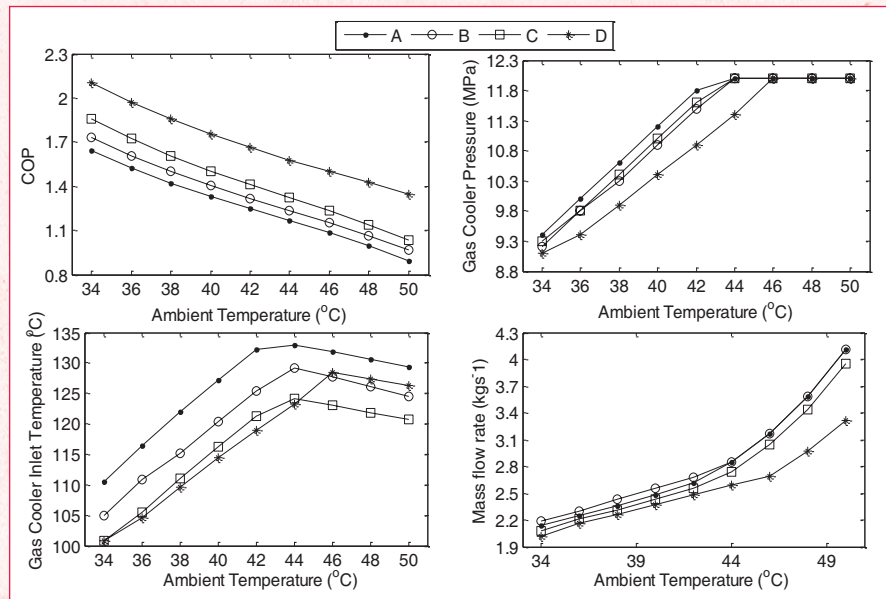 A B C D
COP
2.3
2
1.7
1.4
1.1
0.8
34 36 38 40 42 44 46 48 50
Ambient Temperature (°C)
Gas Cooler Pressure (MPa)
12.3
11.8
11.3
10.8
10.3
9.8
9.3
8.8
34 36 38 40 42 44 46 48 50
Ambient Temperature (°C)
Gas Cooler Inlet Temperature (°C)
135
130
125
120
115
110
105
100
34 36 38 40 42 44 46 48 50
Ambient Temperature (°C)
Mass flow rate (kgs-1)
4.3
4
3.7
3.4
3.1
2.8
2.5
2.2
1.9
34 39 44 49
Ambient Temperature (°C)